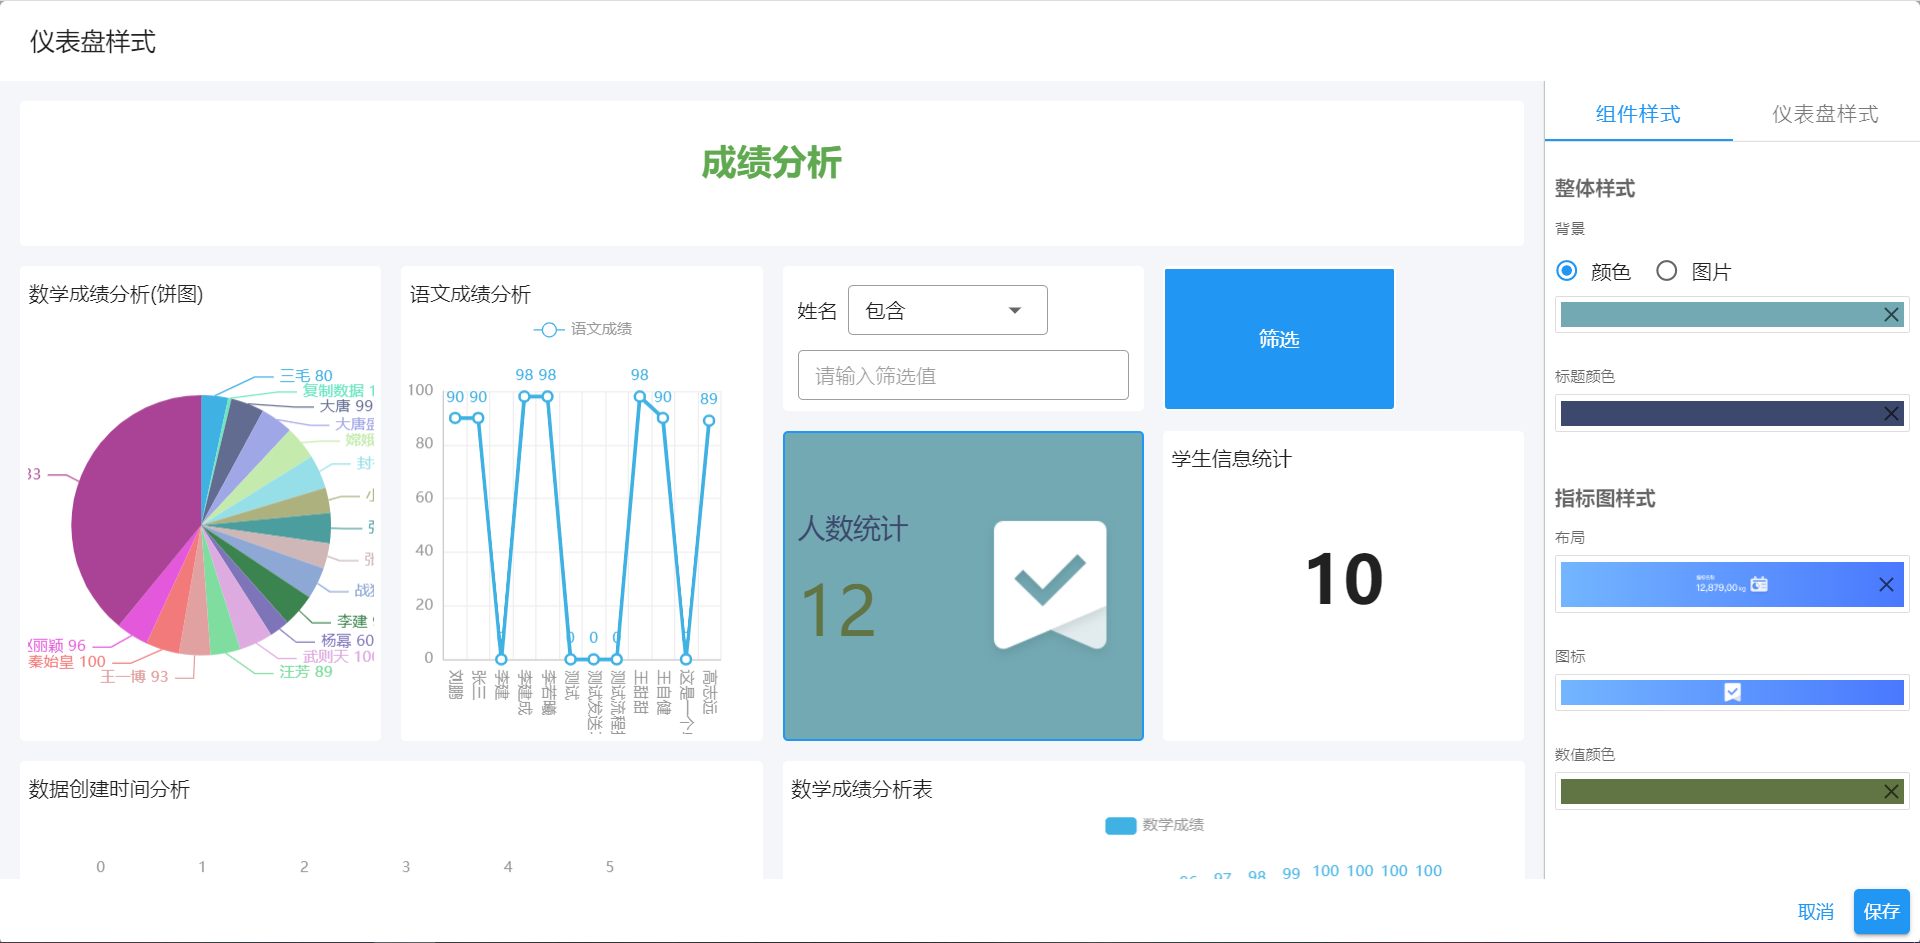 仪表盘样式
组件样式
仪表盘样式
成绩分析
整体样式
背景
颜色
图片
标题颜色
指标图样式
布局
12,879,00 kg
图标
数值颜色
数学成绩分析(饼图)
三毛 80
复制数据 1
大唐 99
大唐
嫦娥
封
小
张
张
战
李建
杨幂 60
武则天 100
汪芳 89
王一博 93
秦始皇 100
赵丽颖 96
33
语文成绩分析
语文成绩
100
80
60
40
20
0
90 90 98 98 0 0 0 98 90 89
刘鹏
张三
李建
李建成
李若曦
测试
测试发送
测试流程
王甜甜
王自健
这是一个
高志远
姓名
包含
请输入筛选值
筛选
人数统计
12
学生信息统计
10
数据创建时间分析
0 1 2 3 4 5
数学成绩分析表
数学成绩
96 97 98 99 100 100 100 100
取消
保存